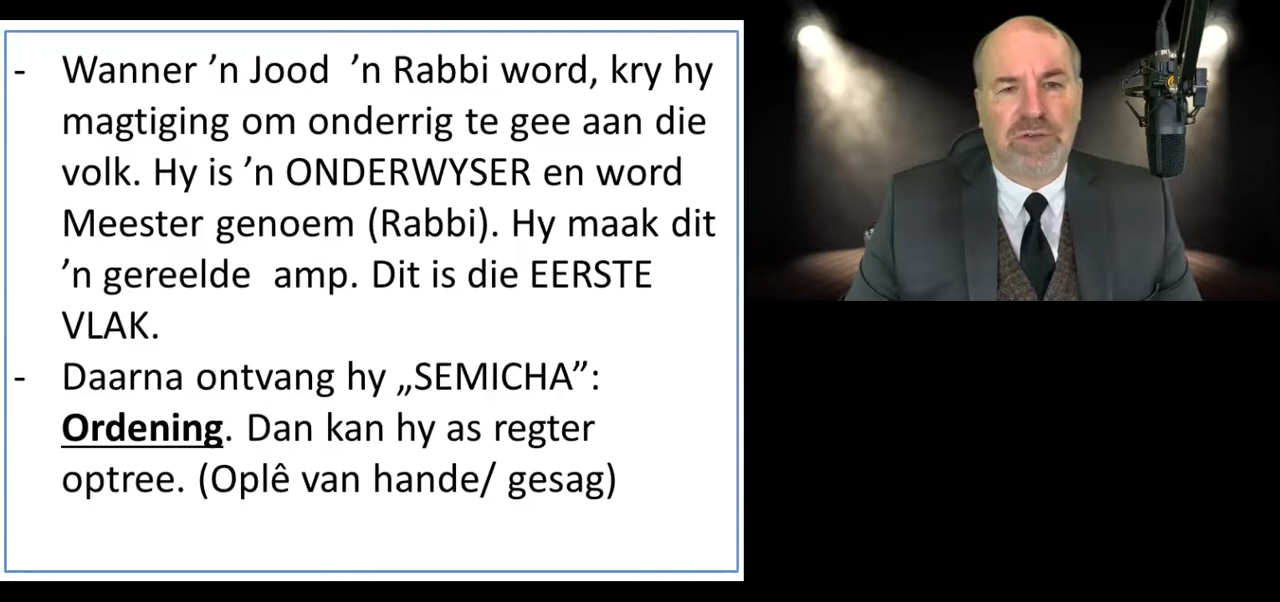 - Wanner ’n Jood ’n Rabbi word, kry hy
magtiging om onderrig te gee aan die
volk. Hy is ’n ONDERWYSER en word
Meester genoem (Rabbi). Hy maak dit
’n gereelde amp. Dit is die EERSTE
VLAK.
- Daarna ontvang hy „SEMICHA”:
Ordening. Dan kan hy as regter
optree. (Oplê van hande/ gesag)